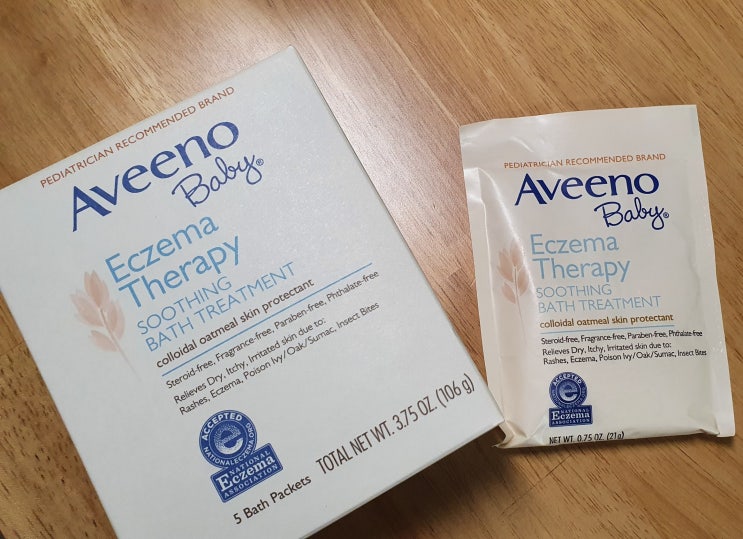 PEDIATRICIAN RECOMMENDED BRAND
Aveeno
Baby®
Eczema
Therapy
SOOTHING
BATH TREATMENT
colloidal oatmeal skin protectant
Steroid-free, Fragrance-free, Paraben-free, Phthalate-free
Relieves Dry, Itchy, Irritated skin due to:
Rashes, Eczema, Poison Ivy/Oak/Sumac, Insect Bites
ACCEPTED
NATIONALECZEMA.ORG
NATIONAL
Eczema
ASSOCIATION
5 Bath Packets
TOTAL NET WT. 3.75 OZ. (106 g)
PEDIATRICIAN RECOMMENDED BRAND
Aveeno
Baby®
Eczema
Therapy
SOOTHING
BATH TREATMENT
colloidal oatmeal skin protectant
Steroid-free, Fragrance-free, Paraben-free, Phthalate-free
Relieves Dry, Itchy, Irritated skin due to:
Rashes, Eczema, Poison Ivy/Oak/Sumac, Insect Bites
ACCEPTED
NATIONAL
Eczema
ASSOCIATION
NET WT. 0.75 OZ. (21g)